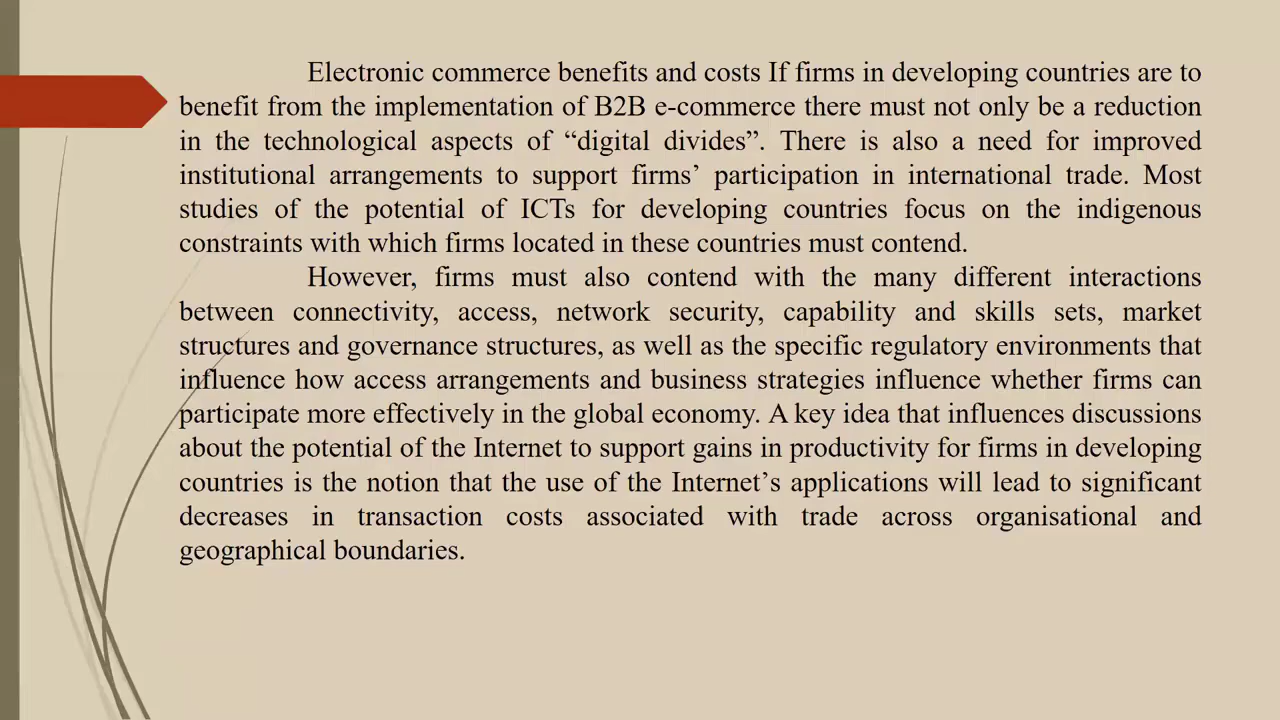 Electronic commerce benefits and costs If firms in developing countries are to
benefit from the implementation of B2B e-commerce there must not only be a reduction
in the technological aspects of “digital divides”. There is also a need for improved
institutional arrangements to support firms’ participation in international trade. Most
studies of the potential of ICTs for developing countries focus on the indigenous
constraints with which firms located in these countries must contend.
However, firms must also contend with the many different interactions
between connectivity, access, network security, capability and skills sets, market
structures and governance structures, as well as the specific regulatory environments that
influence how access arrangements and business strategies influence whether firms can
participate more effectively in the global economy. A key idea that influences discussions
about the potential of the Internet to support gains in productivity for firms in developing
countries is the notion that the use of the Internet’s applications will lead to significant
decreases in transaction costs associated with trade across organisational and
geographical boundaries.